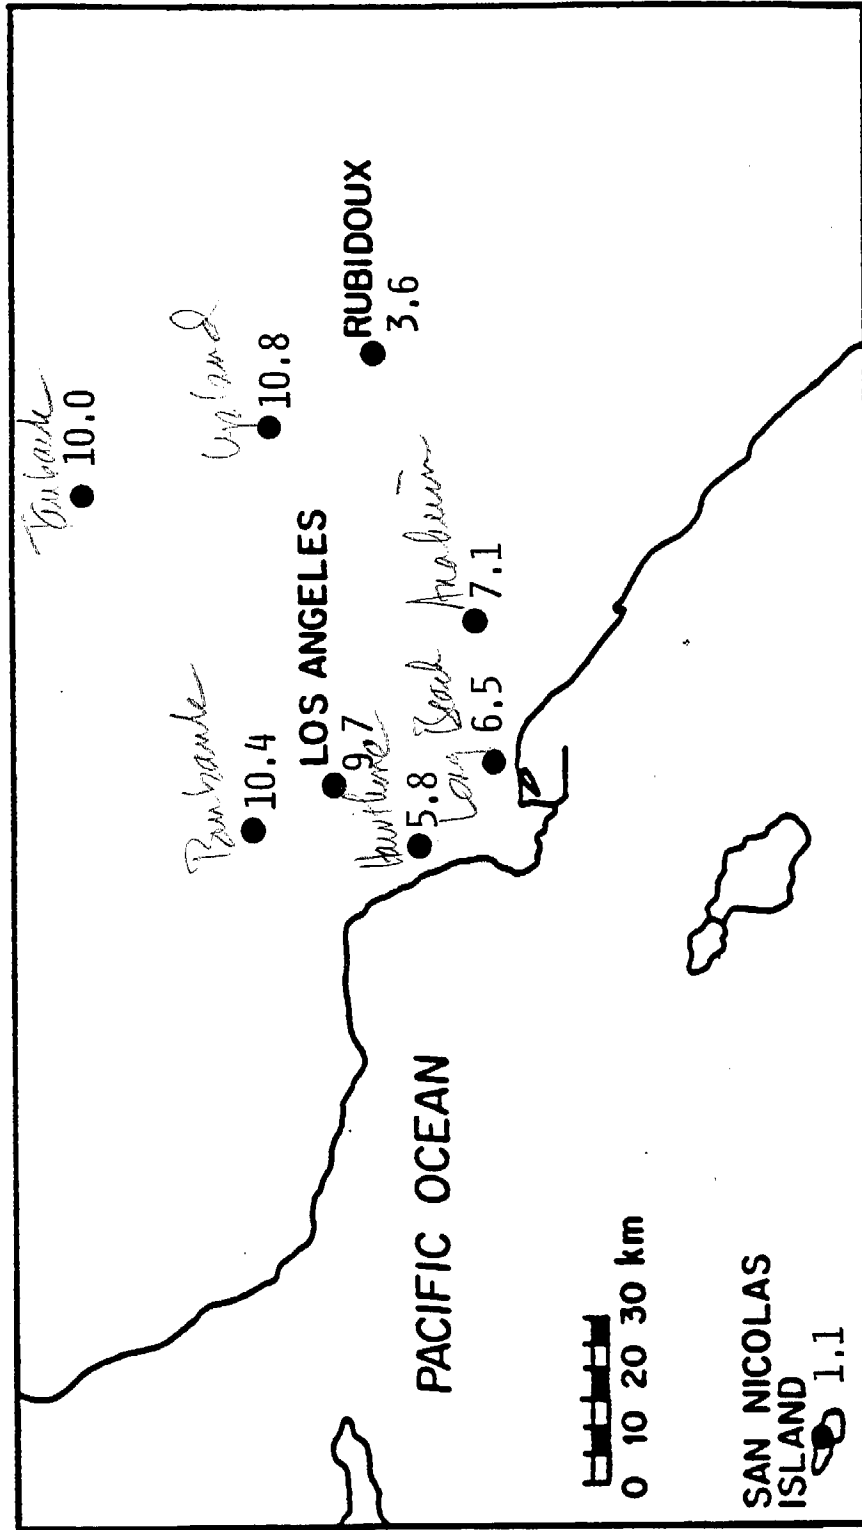 10.0
Upland
10.8
Burbank
10.4
LOS ANGELES
9.7
RUBIDOUX
3.6
Hawthorne
5.8
Long Beach
6.5
Anaheim
7.1
PACIFIC OCEAN
0 10 20 30 km
SAN NICOLAS
ISLAND
1.1